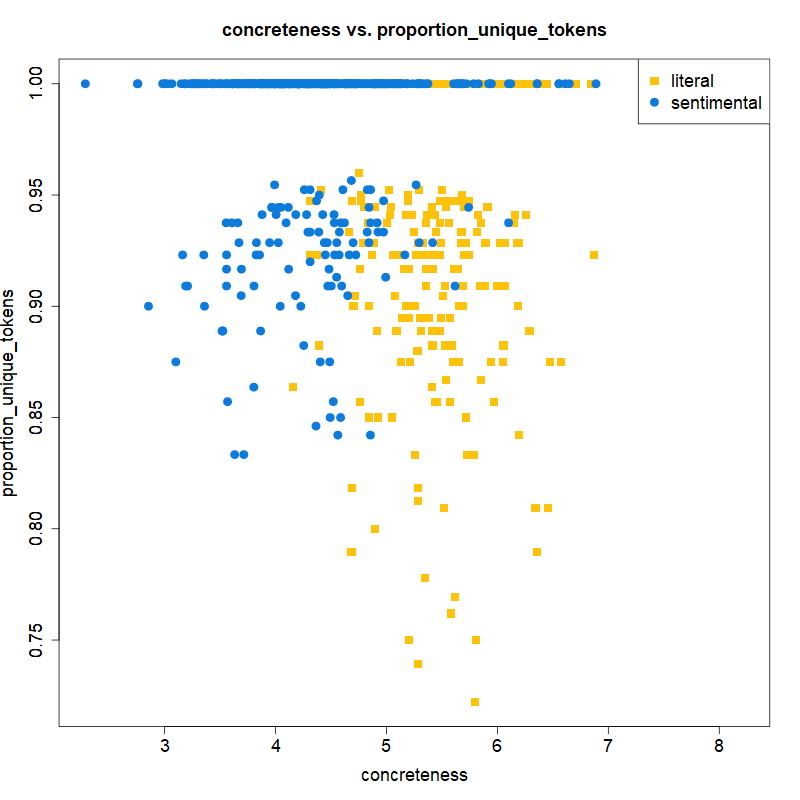 concreteness vs. proportion_unique_tokens
literal
sentimental
1.00
0.95
0.90
0.85
0.80
0.75
proportion_unique_tokens
3 4 5 6 7 8
concreteness